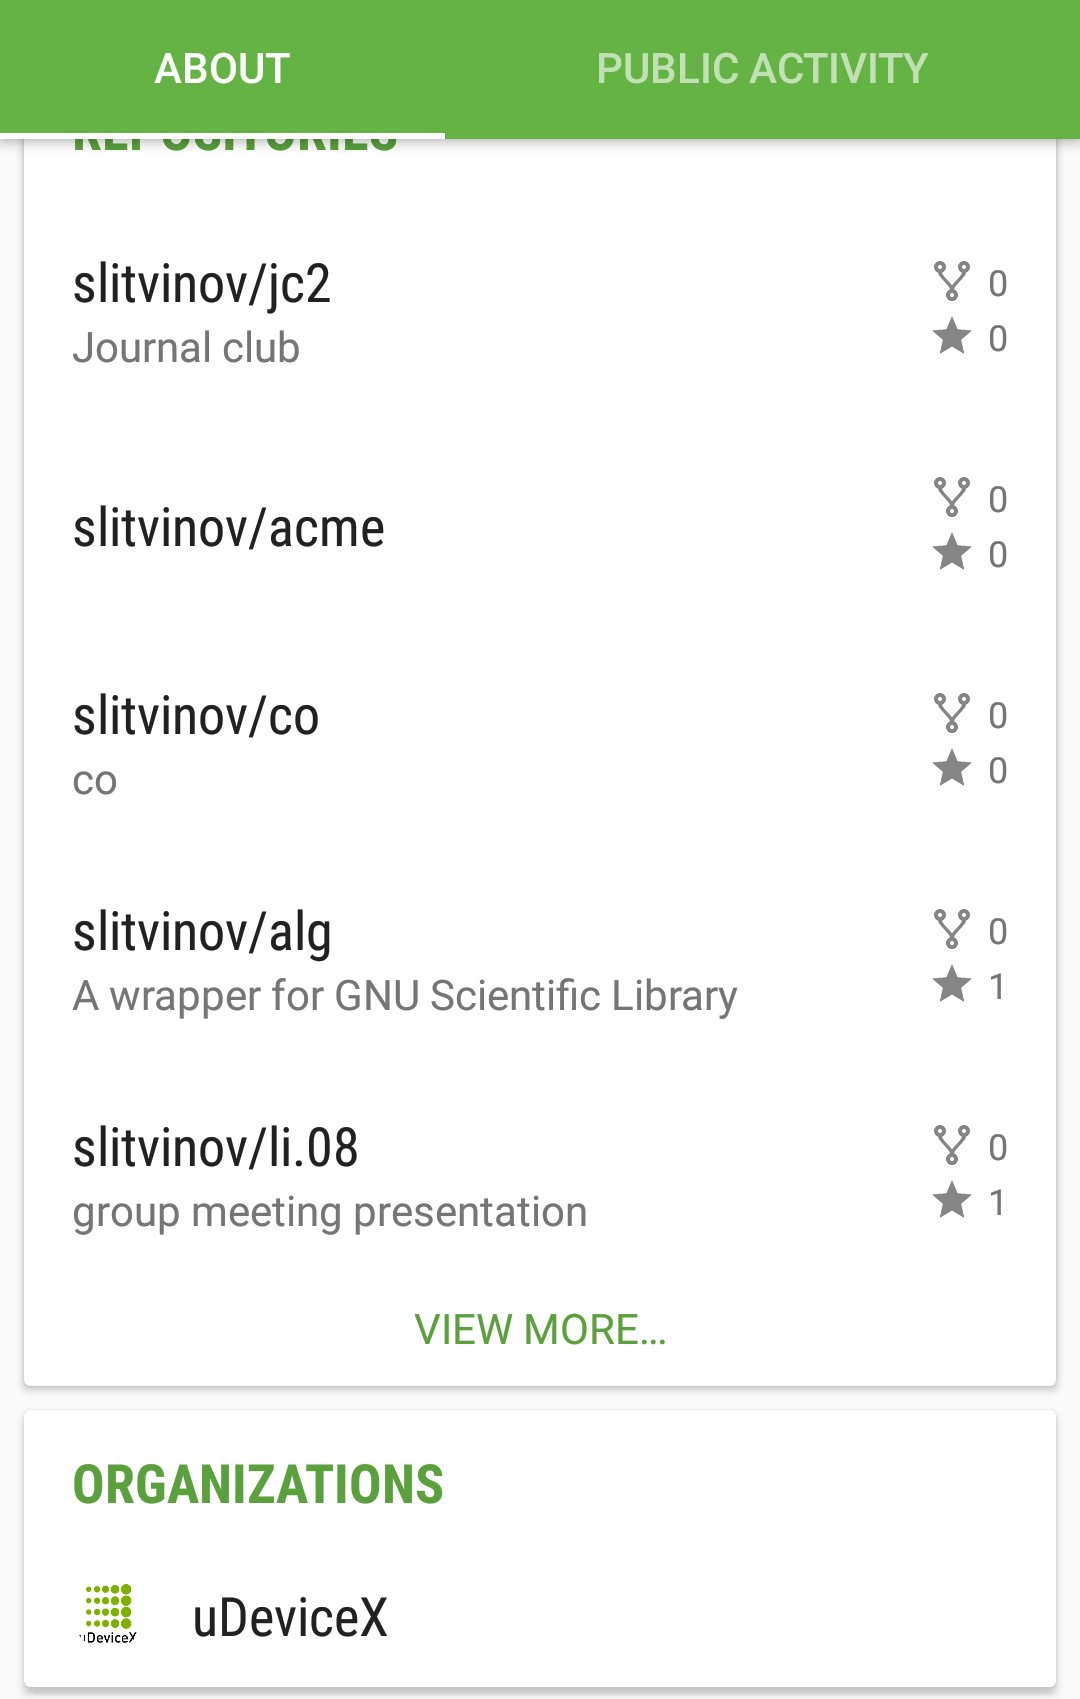 ABOUT
PUBLIC ACTIVITY
REPOSITORIES
slitvinov/jc2
0
Journal club
0
0
slitvinov/acme
0
slitvinov/co
0
co
0
slitvinov/alg
0
A wrapper for GNU Scientific Library
1
slitvinov/li.08
0
group meeting presentation
1
VIEW MORE...
ORGANIZATIONS
uDeviceX
uDeviceX